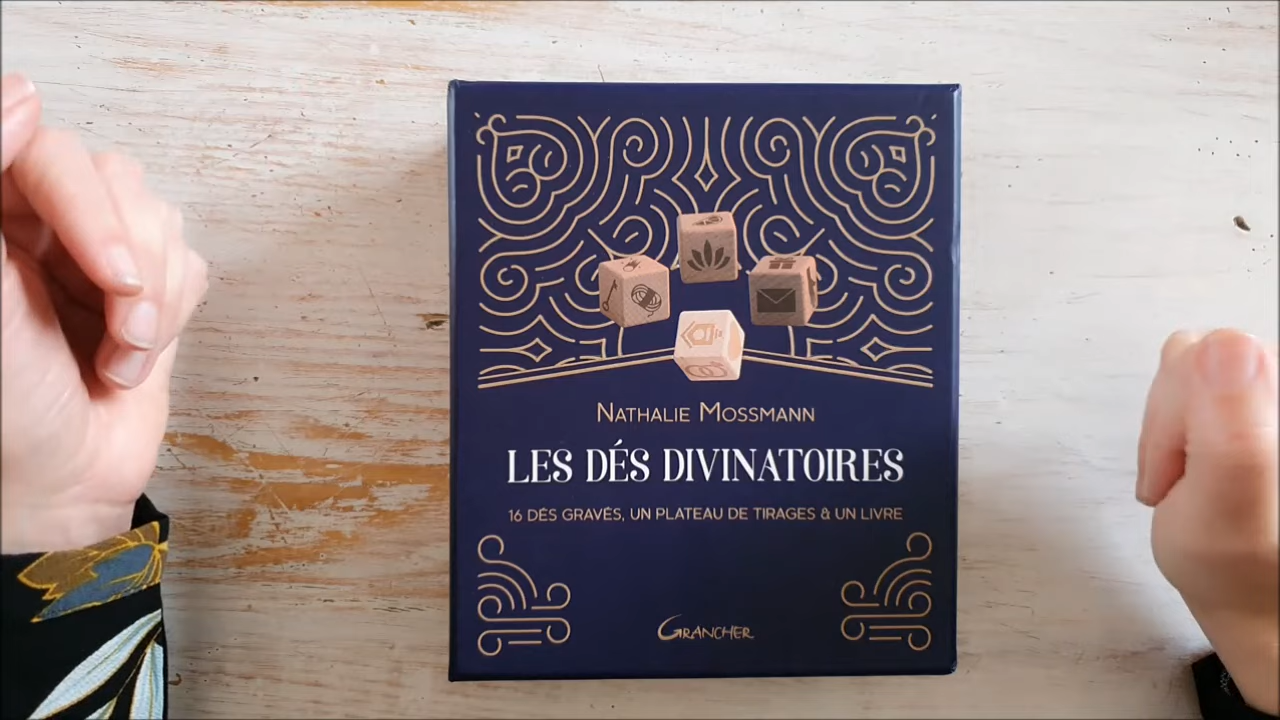 NATHALIE MOSSMANN
LES DÉS DIVINATOIRES
16 DÉS GRAVÉS, UN PLATEAU DE TIRAGES & UN LIVRE
GRANCHER